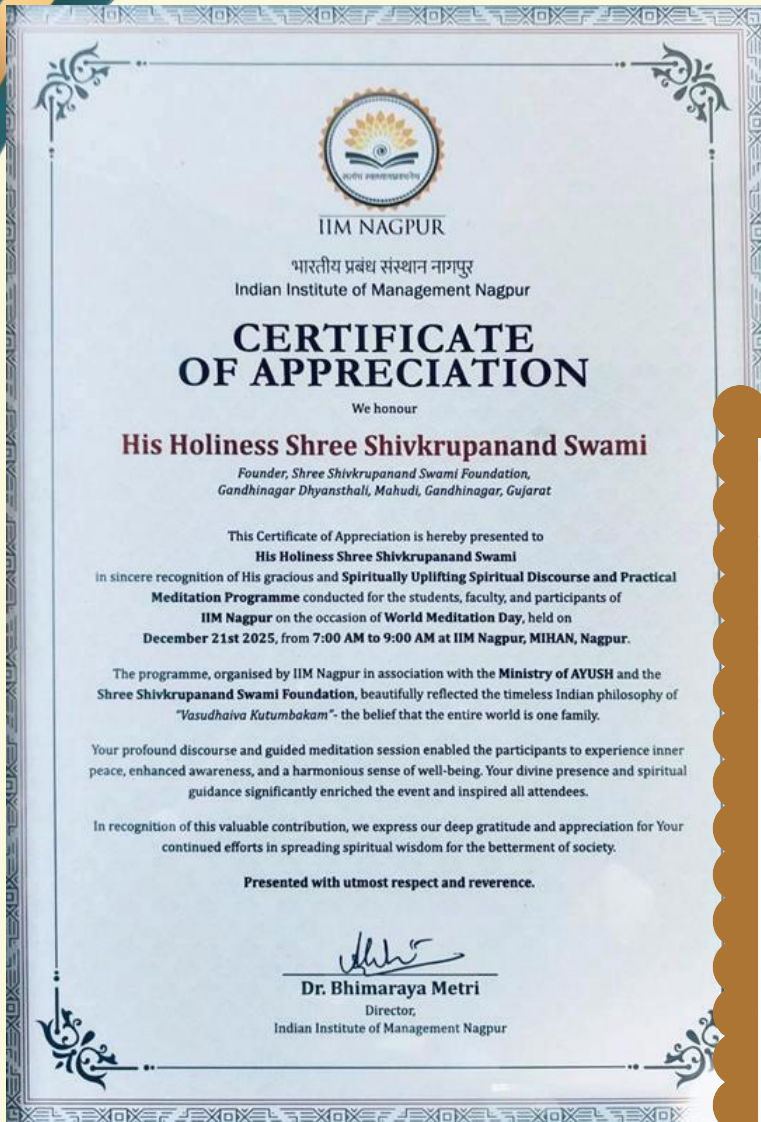 IIM NAGPUR
भारतीय प्रबंध संस्थान नागपुर
Indian Institute of Management Nagpur
CERTIFICATE
OF APPRECIATION
We honour
His Holiness Shree Shivkrupanand Swami
Founder, Shree Shivkrupanand Swami Foundation,
Gandhinagar Dhyansthali, Mahudi, Gandhinagar, Gujarat
This Certificate of Appreciation is hereby presented to
His Holiness Shree Shivkrupanand Swami
in sincere recognition of His gracious and Spiritually Uplifting Spiritual Discourse and Practical
Meditation Programme conducted for the students, faculty, and participants of
IIM Nagpur on the occasion of World Meditation Day, held on
December 21st 2025, from 7:00 AM to 9:00 AM at IIM Nagpur, MIHAN, Nagpur.
The programme, organised by IIM Nagpur in association with the Ministry of AYUSH and the
Shree Shivkrupanand Swami Foundation, beautifully reflected the timeless Indian philosophy of
"Vasudhaiva Kutumbakam"- the belief that the entire world is one family.
Your profound discourse and guided meditation session enabled the participants to experience inner
peace, enhanced awareness, and a harmonious sense of well-being. Your divine presence and spiritual
guidance significantly enriched the event and inspired all attendees.
In recognition of this valuable contribution, we express our deep gratitude and appreciation for Your
continued efforts in spreading spiritual wisdom for the betterment of society.
Presented with utmost respect and reverence.
Dr. Bhimaraya Metri
Director,
Indian Institute of Management Nagpur